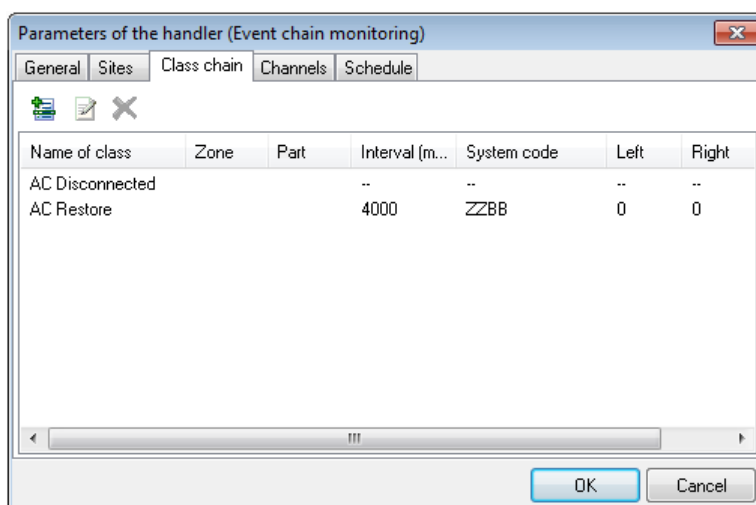 Parameters of the handler (Event chain monitoring)
General Sites Class chain Channels Schedule
Name of class Zone Part Interval (m... System code Left Right
AC Disconnected -- -- -- --
AC Restore 4000 ZZBB 0 0
OK Cancel